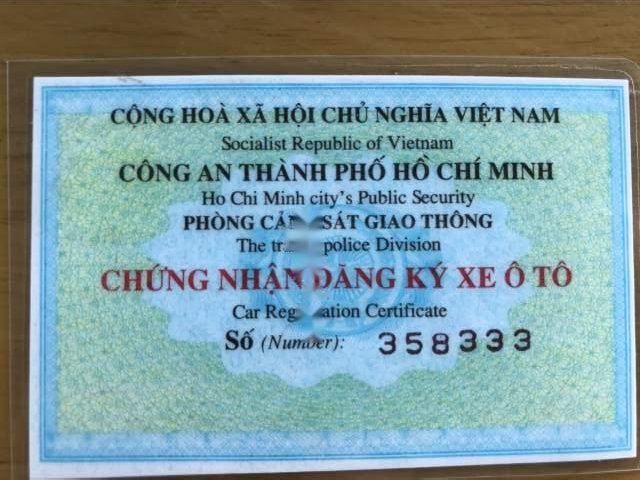 CỘNG HOÀ XÃ HỘI CHỦ NGHĨA VIỆT NAM
Socialist Republic of Vietnam
CÔNG AN THÀNH PHỐ HỒ CHÍ MINH
Ho Chi Minh city's Public Security
PHÒNG SÁT GIAO THÔNG
The police Division
CHỨNG NHẬN ĐĂNG KÝ XE Ô TÔ
Car Certificate
Số (Number): 358333